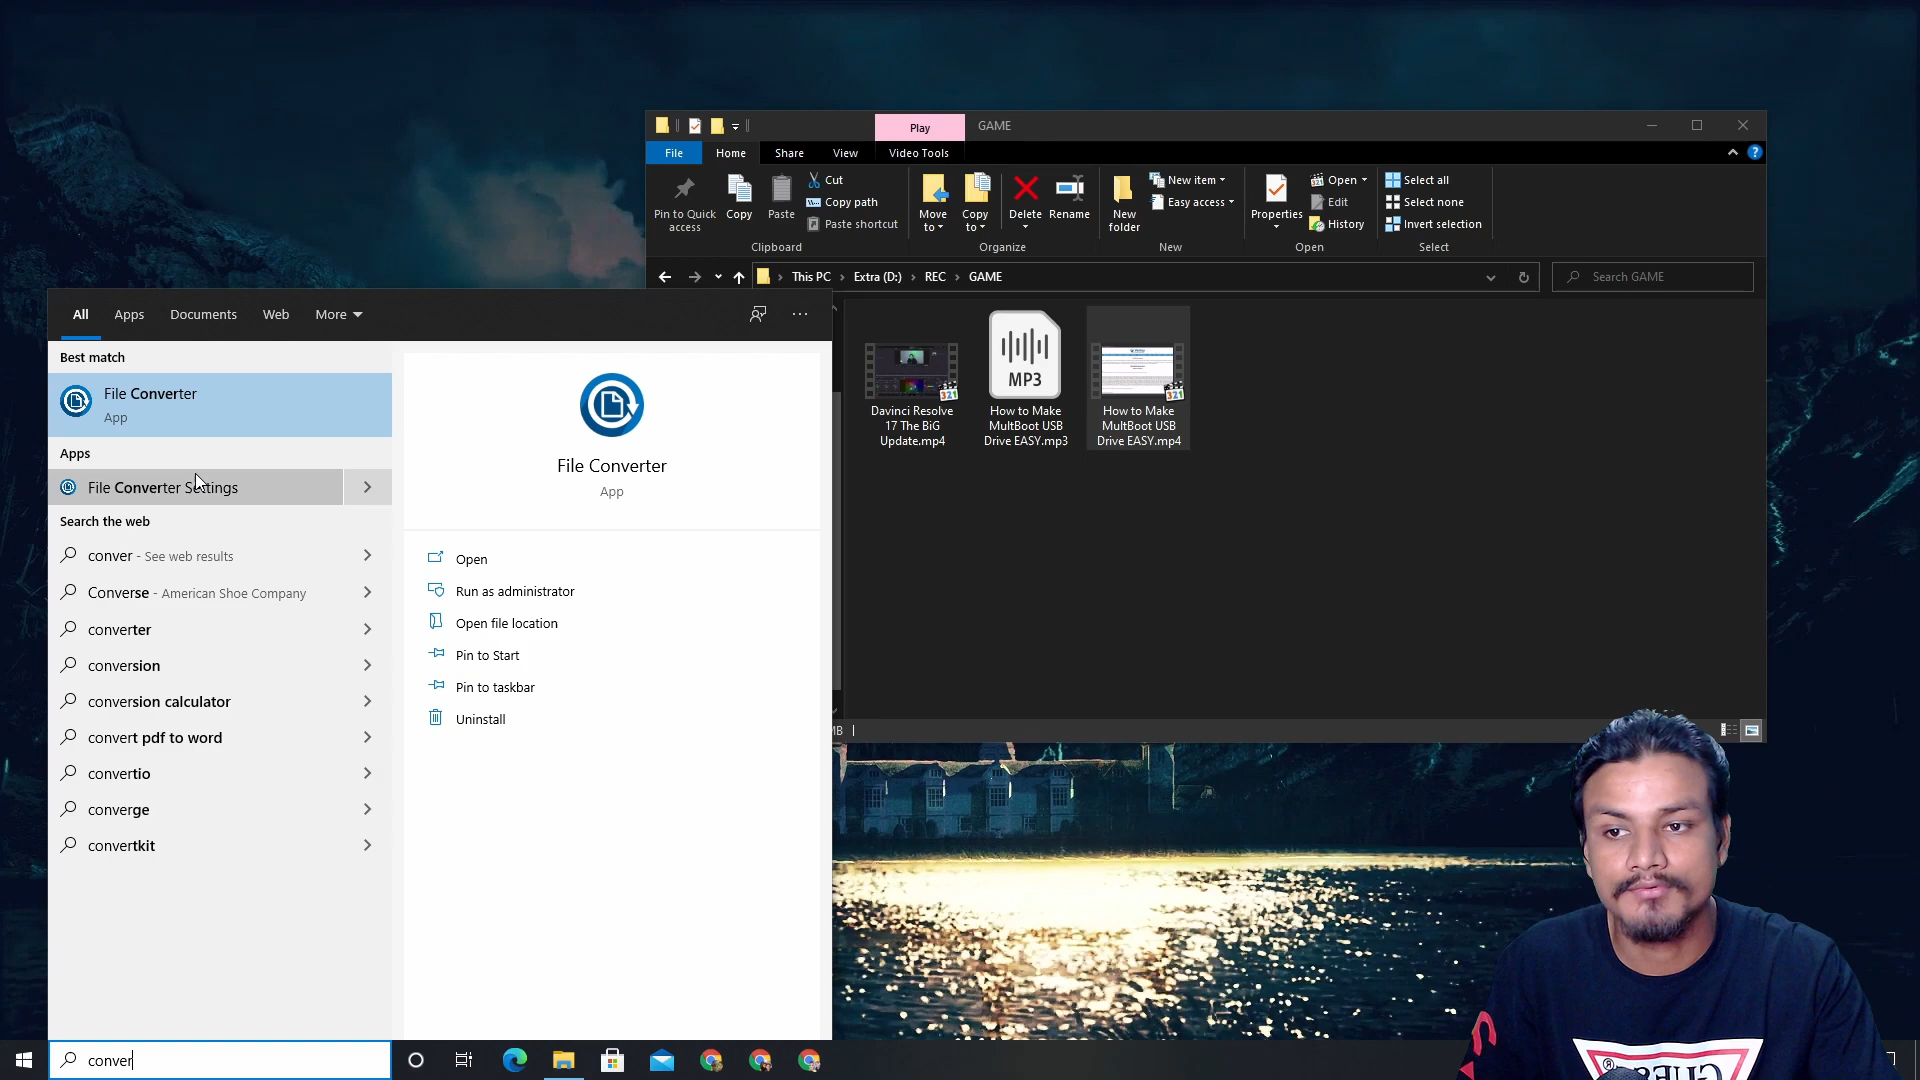 Play
GAME
File
Home
Share
View
Video Tools
Pin to Quick access
Copy
Paste
Cut
Copy path
Paste shortcut
Clipboard
Move to
Copy to
Delete
Rename
Organize
New folder
New item
Easy access
New
Properties
Open
Edit
History
Open
Select all
Select none
Invert selection
Select
This PC
Extra (D:)
REC
GAME
Search GAME
Davinci Resolve
17 The BiG
Update.mp4
MP3
How to Make
MultBoot USB
Drive EASY.mp3
321
How to Make
MultBoot USB
Drive EASY.mp4
321
MB
All
Apps
Documents
Web
More
Best match
File Converter
App
Apps
File Converter Settings
Search the web
conver - See web results
Converse - American Shoe Company
converter
conversion
conversion calculator
convert pdf to word
convertio
converge
convertkit
File Converter
App
Open
Run as administrator
Open file location
Pin to Start
Pin to taskbar
Uninstall
conver
GUESS